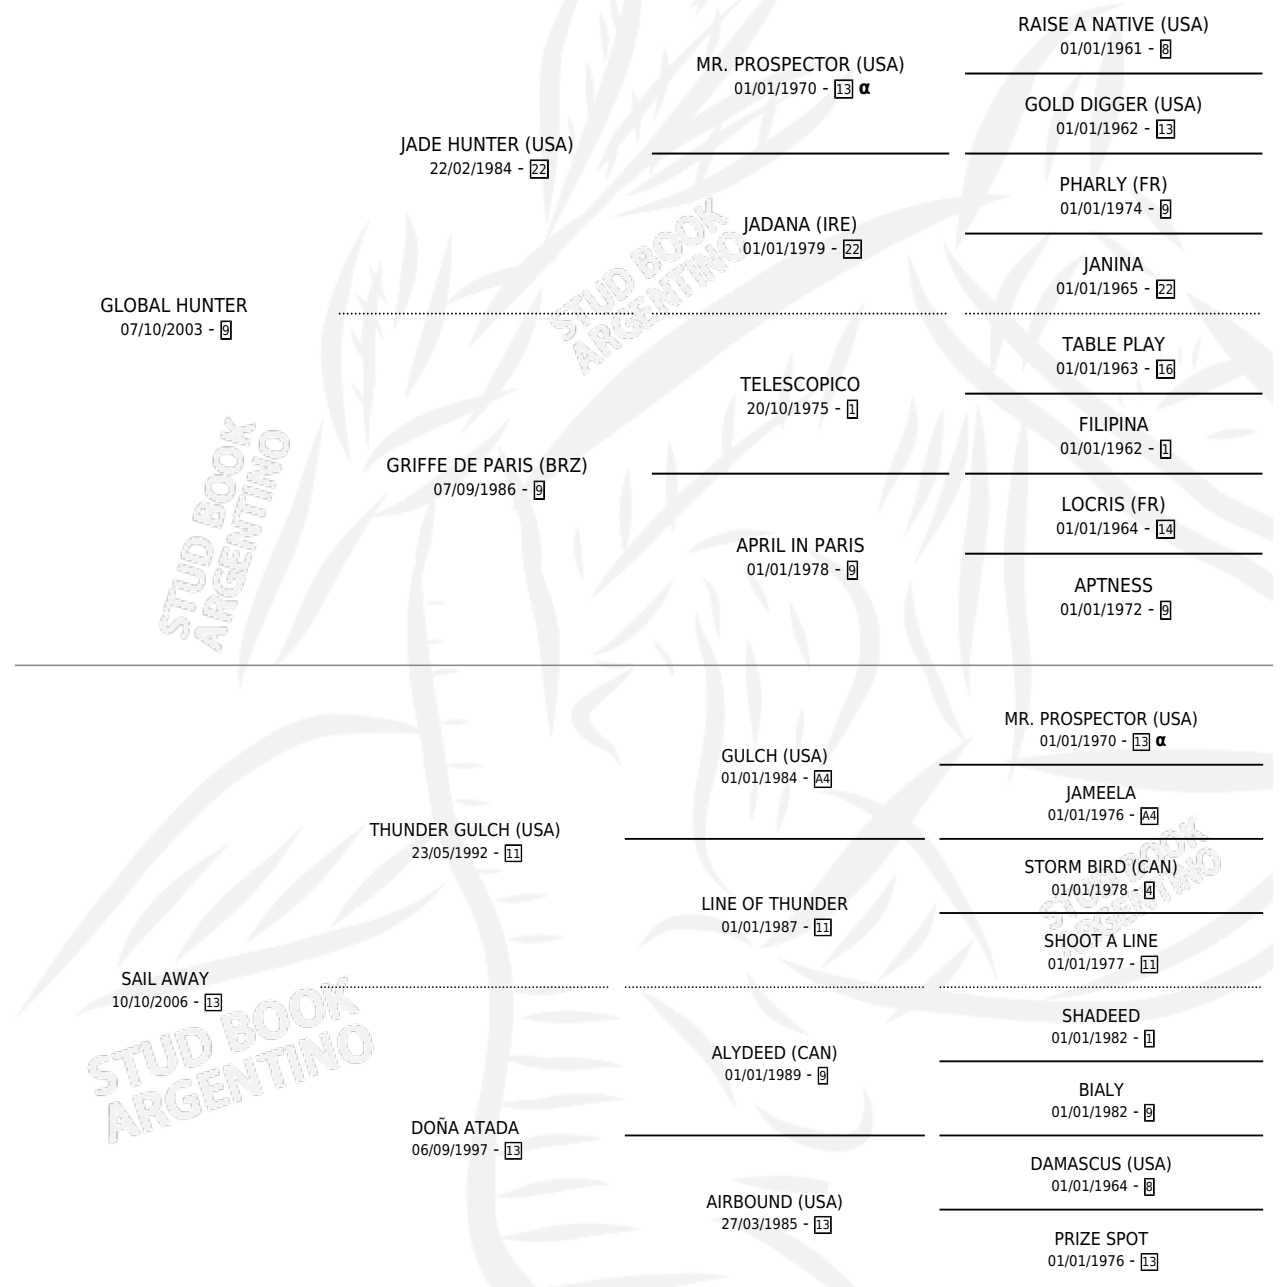 RAISE A NATIVE (USA)
01/01/1961 - 8
MR. PROSPECTOR (USA)
01/01/1970 - 13 α
GOLD DIGGER (USA)
01/01/1962 - 13
JADE HUNTER (USA)
22/02/1984 - 22
PHARLY (FR)
01/01/1974 - 9
JADANA (IRE)
01/01/1979 - 22
JANINA
01/01/1965 - 22
GLOBAL HUNTER
07/10/2003 - 9
TABLE PLAY
01/01/1963 - 16
TELESCOPICO
20/10/1975 - 1
FILIPINA
01/01/1962 - 1
GRIFFE DE PARIS (BRZ)
07/09/1986 - 9
LOCRIS (FR)
01/01/1964 - 14
APRIL IN PARIS
01/01/1978 - 9
APTNESS
01/01/1972 - 9
MR. PROSPECTOR (USA)
01/01/1970 - 13 α
GULCH (USA)
01/01/1984 - A4
JAMEELA
01/01/1976 - A4
THUNDER GULCH (USA)
23/05/1992 - 11
STORM BIRD (CAN)
01/01/1978 - 4
LINE OF THUNDER
01/01/1987 - 11
SHOOT A LINE
01/01/1977 - 11
SAIL AWAY
10/10/2006 - 13
SHADEED
01/01/1982 - 1
ALYDEED (CAN)
01/01/1989 - 9
BIALY
01/01/1982 - 9
DOÑA ATADA
06/09/1997 - 13
DAMASCUS (USA)
01/01/1964 - 8
AIRBOUND (USA)
27/03/1985 - 13
PRIZE SPOT
01/01/1976 - 13
STUD BOOK
ARGENTINO
STUD BOOK
ARGENTINO
STUD BOOK
ARGENTINO
STUD BOOK
ARGENTINO